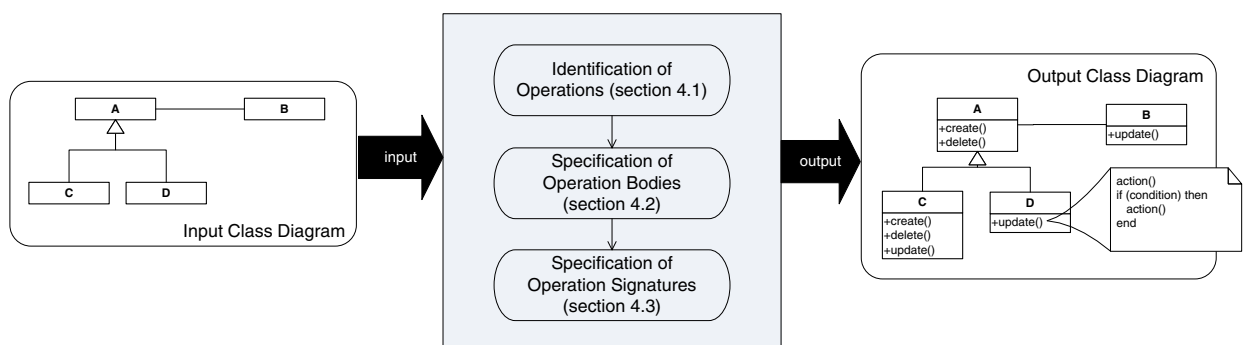 A
B
C
D
Input Class Diagram
input
Identification of
Operations (section 4.1)
Specification of
Operation Bodies
(section 4.2)
Specification of
Operation Signatures
(section 4.3)
output
Output Class Diagram
A
+create()
+delete()
B
+update()
C
+create()
+delete()
+update()
D
+update()
action()
if (condition) then
action()
end